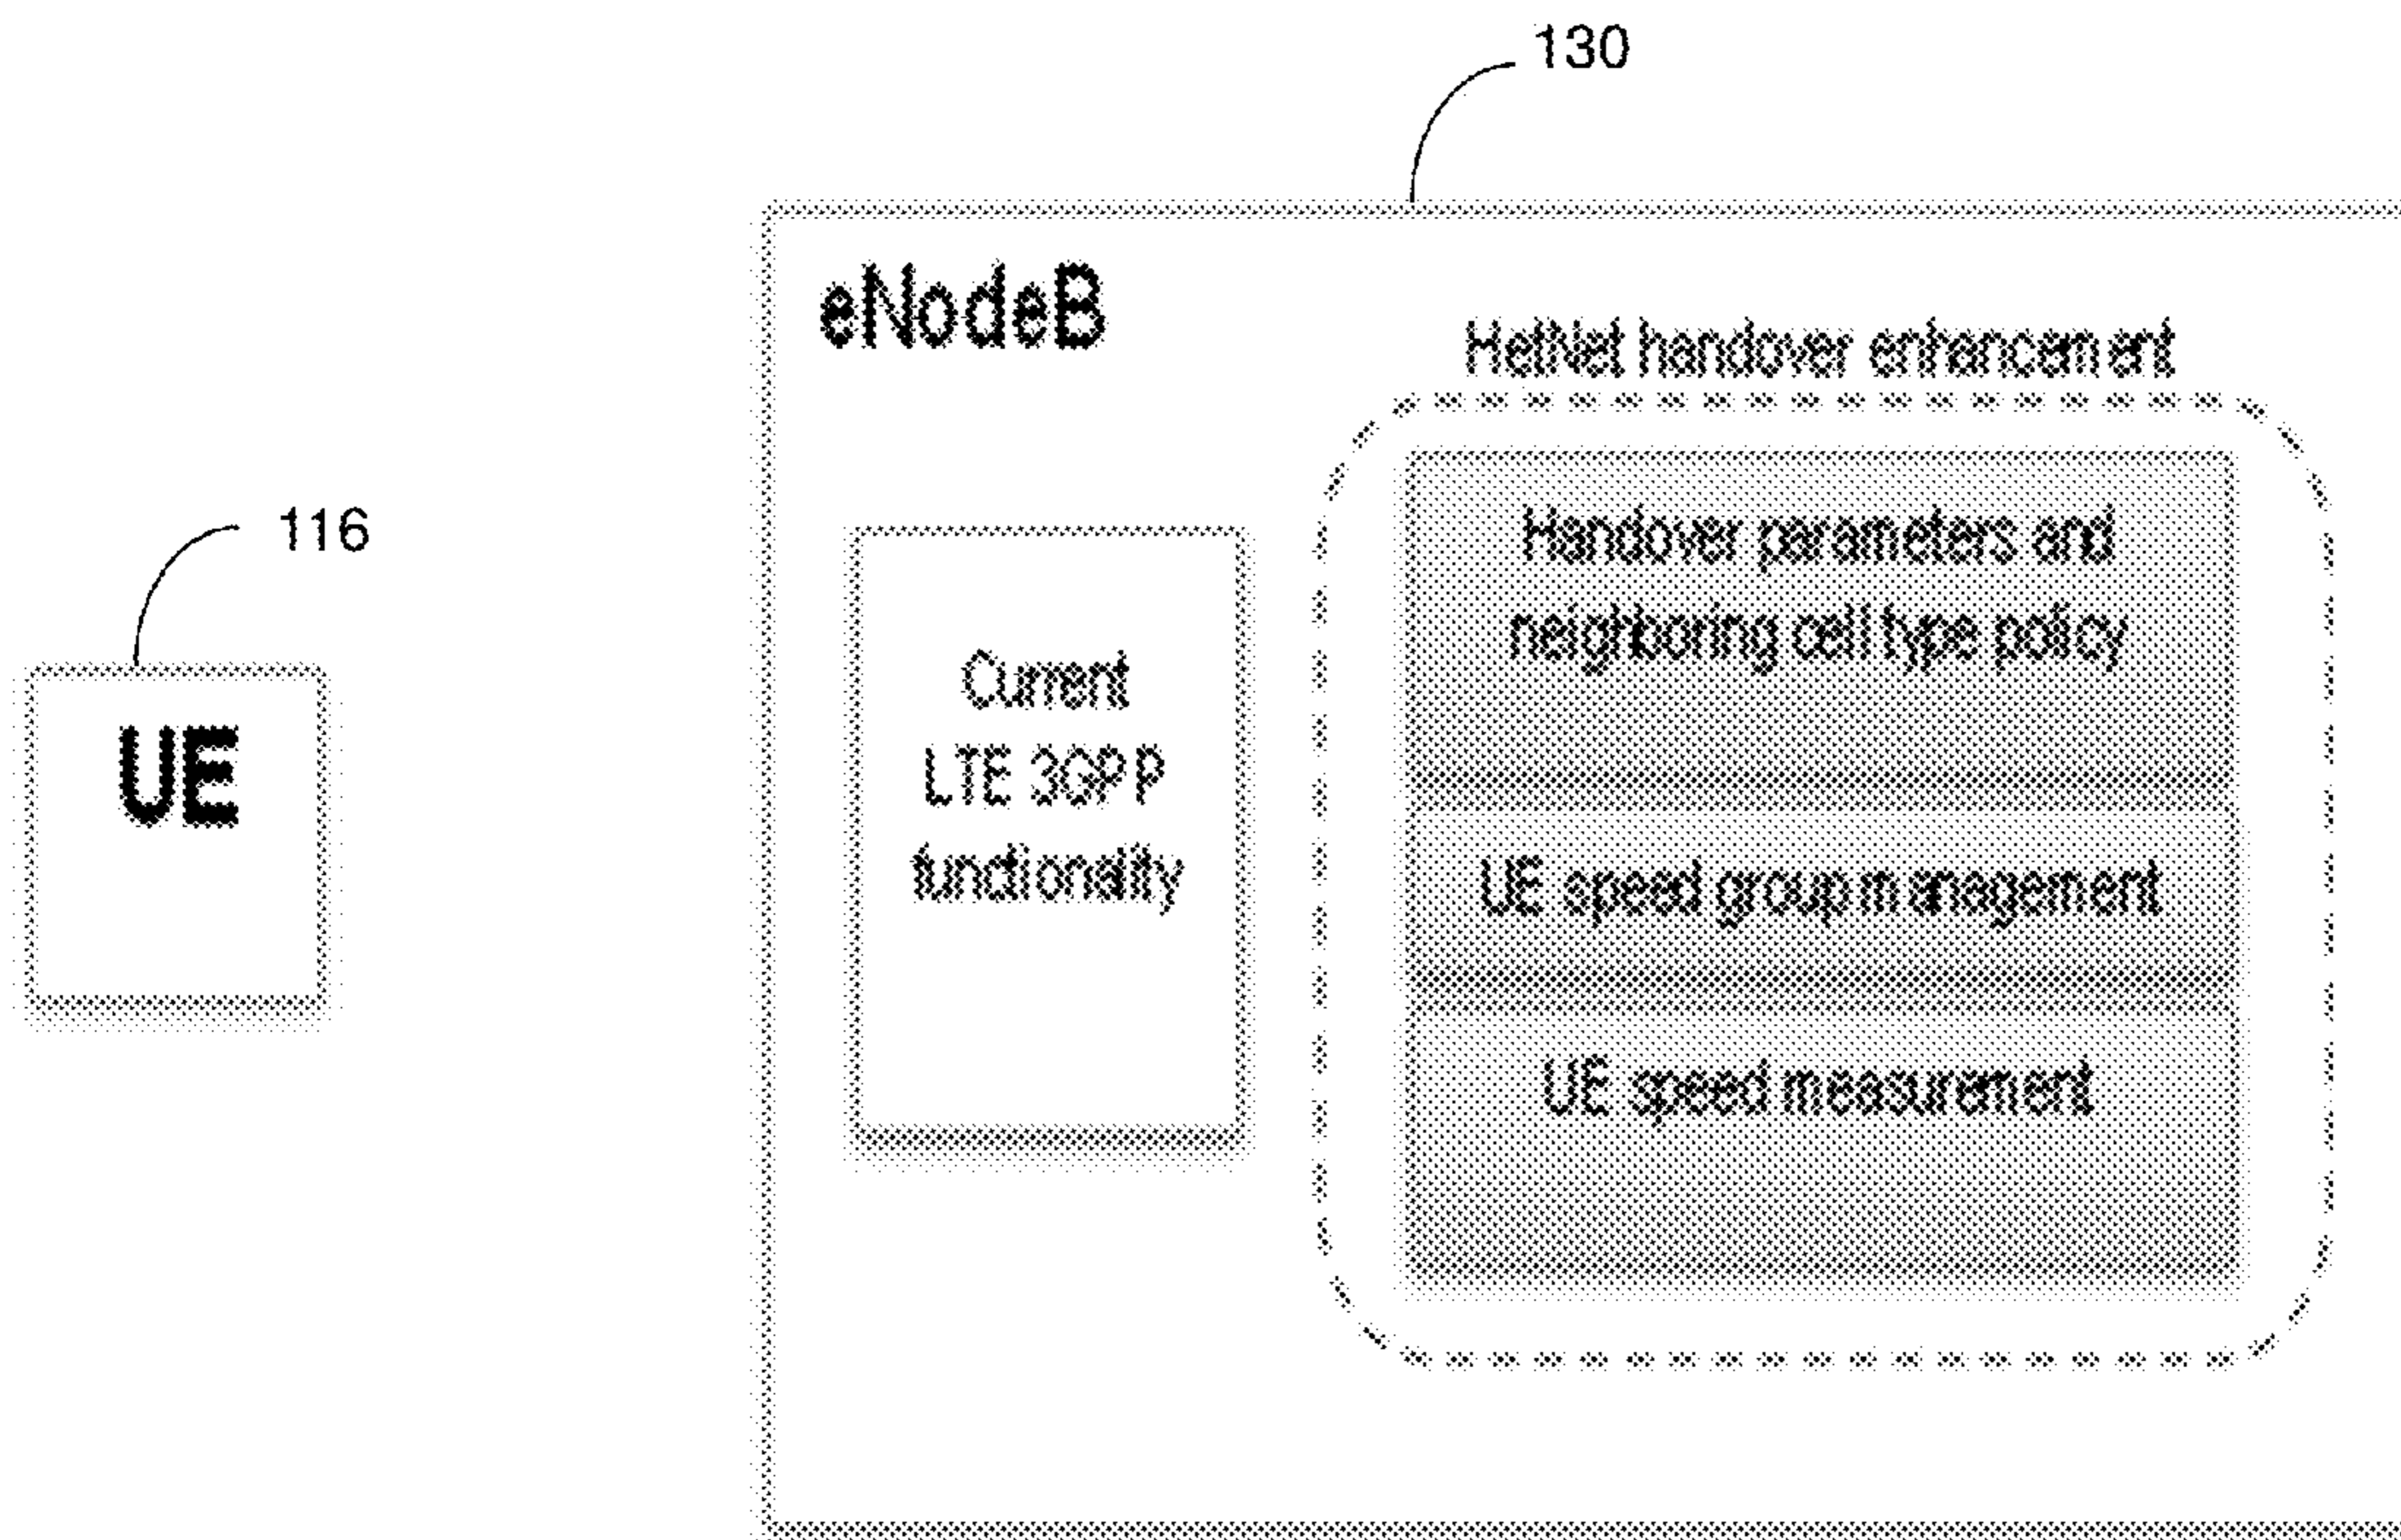 130
eNodeB
HetNet handover enhancement
116
Handover parameters and
neighboring cell type policy
Current
LTE 3GPP
functionality
UE
UE speed group management
UE speed measurement